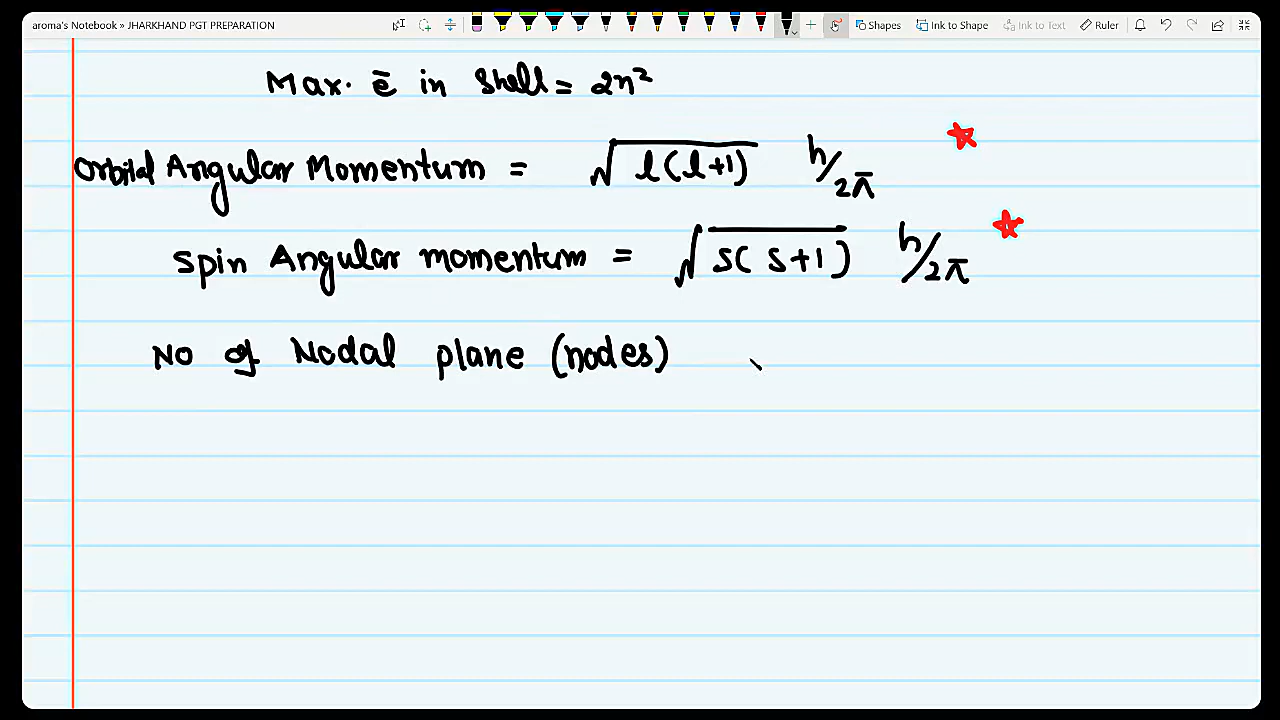 aroma's Notebook » JHARKHAND PGT PREPARATION
Shapes Ink to Shape Ink to Text Ruler
Max. ē in Shell = 2n²
Orbital Angular Momentum = √l(l+1) h/2π
Spin Angular momentum = √s(s+1) h/2π
No of Nodal plane (nodes)